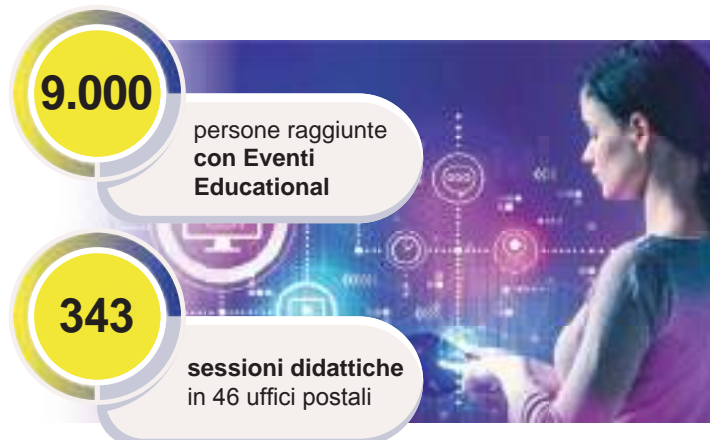 9.000
persone raggiunte
con Eventi
Educational
343
sessioni didattiche
in 46 uffici postali